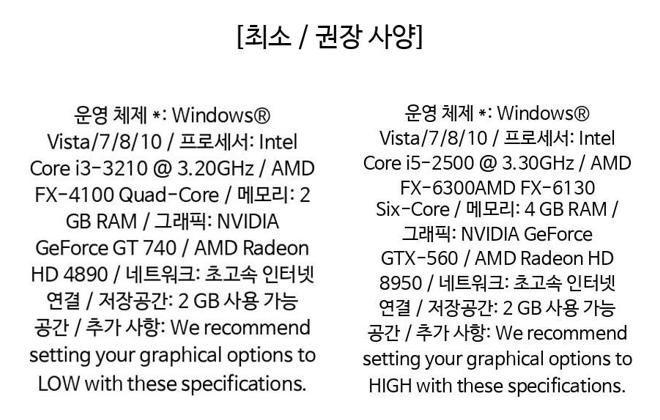 [최소 / 권장 사양]
운영 체제 *: Windows®
Vista/7/8/10 / 프로세서: Intel
Core i3-3210 @ 3.20GHz / AMD
FX-4100 Quad-Core / 메모리: 2
GB RAM / 그래픽: NVIDIA
GeForce GT 740 / AMD Radeon
HD 4890 / 네트워크: 초고속 인터넷
연결 / 저장공간: 2 GB 사용 가능
공간 / 추가 사항: We recommend
setting your graphical options to
LOW with these specifications.
운영 체제 *: Windows®
Vista/7/8/10 / 프로세서: Intel
Core i5-2500 @ 3.30GHz / AMD
FX-6300AMD FX-6130
Six-Core / 메모리: 4 GB RAM /
그래픽: NVIDIA GeForce
GTX-560 / AMD Radeon HD
8950 / 네트워크: 초고속 인터넷
연결 / 저장공간: 2 GB 사용 가능
공간 / 추가 사항: We recommend
setting your graphical options to
HIGH with these specifications.